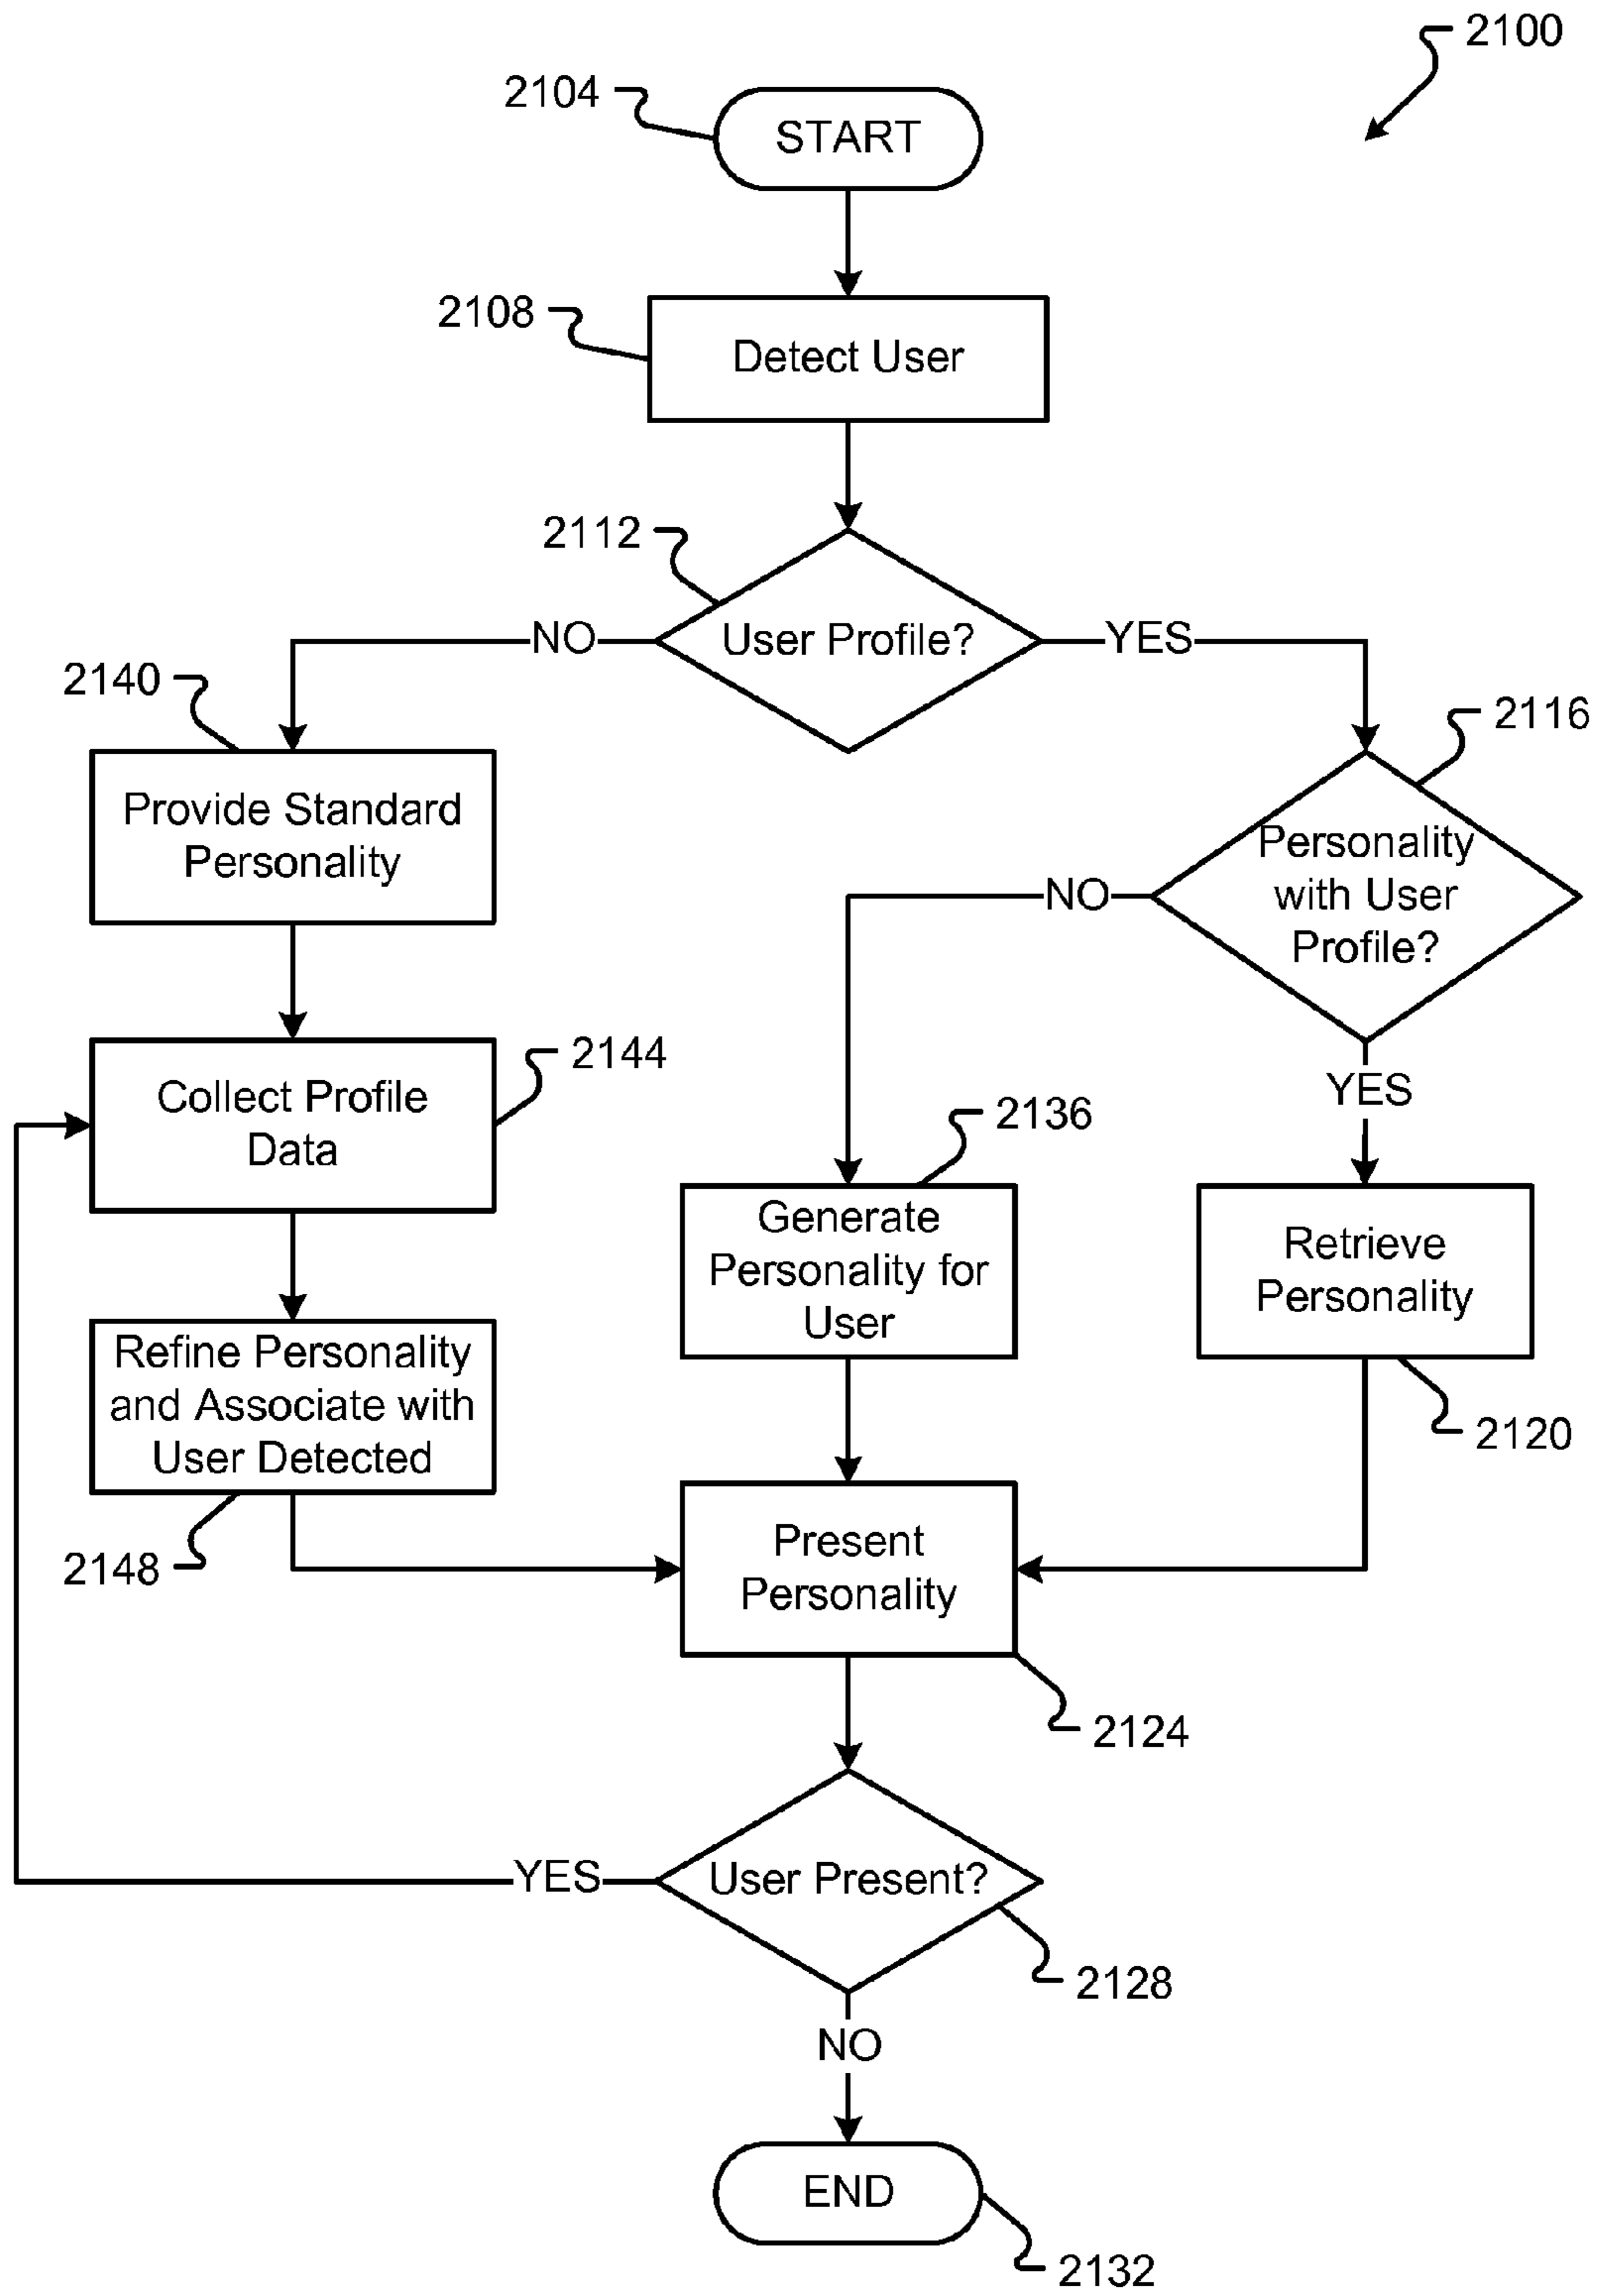 2100
2104
START
2108
Detect User
2112
User Profile?
NO
YES
2140
2116
Provide Standard
Personality
Personality
with User
Profile?
NO
YES
2144
Collect Profile
Data
2136
Generate
Personality for
User
Retrieve
Personality
2120
Refine Personality
and Associate with
User Detected
2148
Present
Personality
2124
User Present?
YES
2128
NO
END
2132